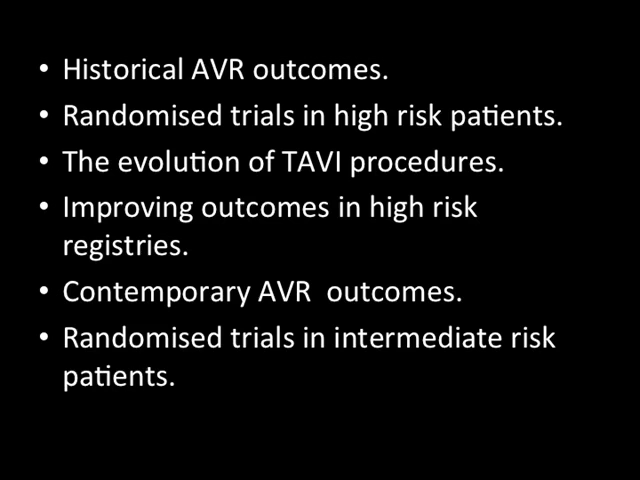 • Historical AVR outcomes.
• Randomised trials in high risk patients.
• The evolution of TAVI procedures.
• Improving outcomes in high risk
registries.
• Contemporary AVR  outcomes.
• Randomised trials in intermediate risk
patients.